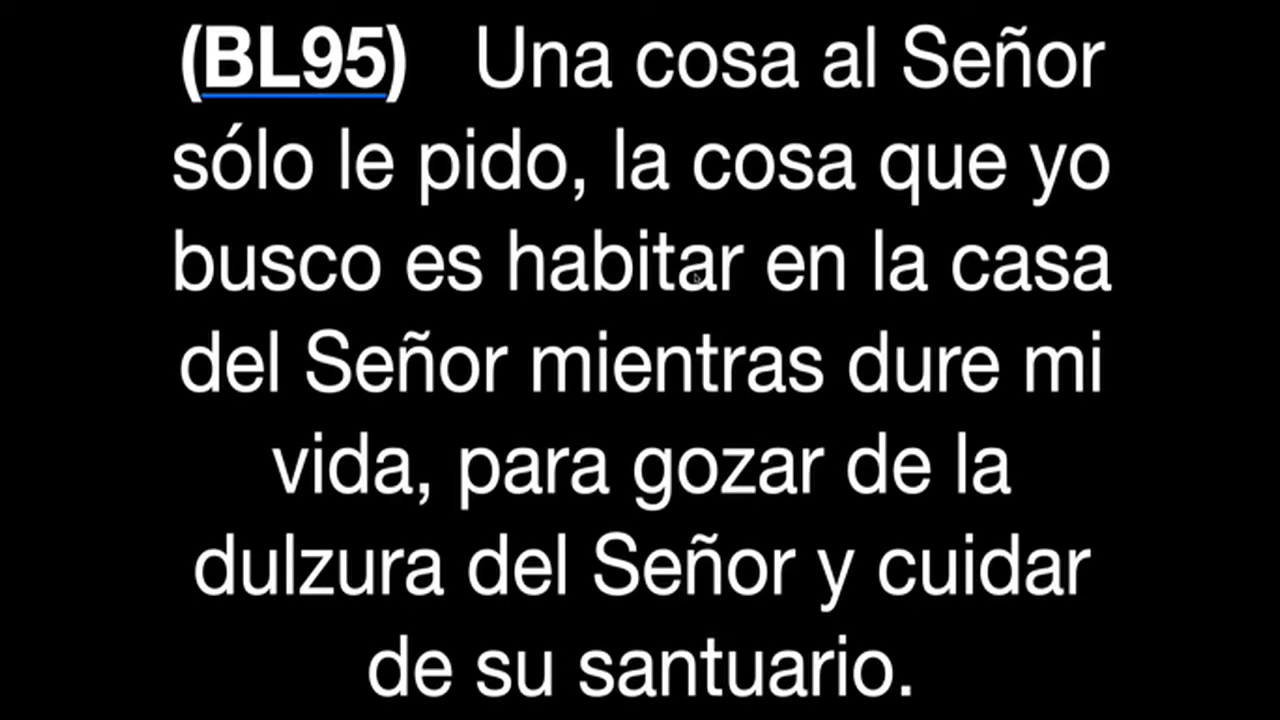 (BL95) Una cosa al Señor
sólo le pido, la cosa que yo
busco es habitar en la casa
del Señor mientras dure mi
vida, para gozar de la
dulzura del Señor y cuidar
de su santuario.